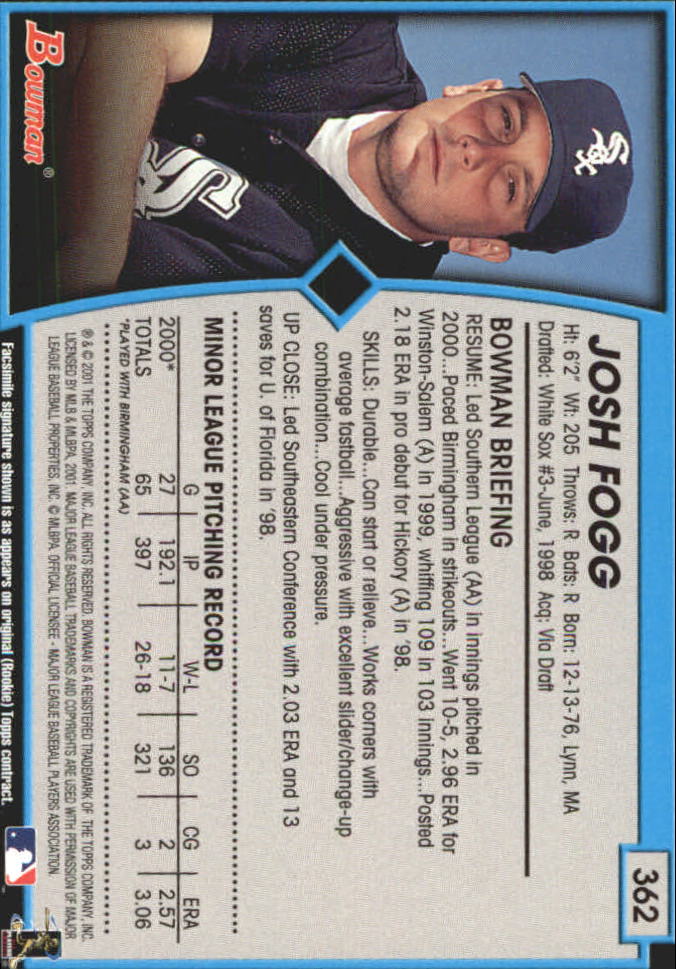 362
JOSH FOGG
Ht: 6'2" Wt: 205 Throws: R Bats: R Born: 12-13-76, Lynn, MA
Drafted: White Sox #3-June, 1998 Acq: Via Draft
BOWMAN BRIEFING
RESUME: Led Southern League (AA) in innings pitched in
2000...Paced Birmingham in strikeouts...Went 10-5, 2.96 ERA for
Winston-Salem (A) in 1999, whiffing 109 in 103 innings...Posted
2.18 ERA in pro debut for Hickory (A) in '98.
SKILLS: Durable...Can start or relieve...Works corners with
average fastball...Aggressive with excellent slider/change-up
combination...Cool under pressure.
UP CLOSE: Led Southeastern Conference with 2.03 ERA and 13
saves for U. of Florida in '98.
MINOR LEAGUE PITCHING RECORD
G IP W-L SO CG ERA
2000* 27 192.1 11-7 136 2 2.57
TOTALS 65 397 26-18 321 3 3.06
*PLAYED WITH BIRMINGHAM (AA)
® & © 2001 THE TOPPS COMPANY, INC. ALL RIGHTS RESERVED. BOWMAN IS A REGISTERED TRADEMARK OF THE TOPPS COMPANY, INC.
LICENSED BY MLB & MLBPA, 2001. MAJOR LEAGUE BASEBALL TRADEMARKS AND COPYRIGHTS ARE USED WITH PERMISSION OF MAJOR
LEAGUE BASEBALL PROPERTIES, INC. © MLBPA. OFFICIAL LICENSEE - MAJOR LEAGUE BASEBALL PLAYERS ASSOCIATION.
Facsimile signature shown is as appears on original (Rookie) Topps contract.
Bowman®
Sox
S